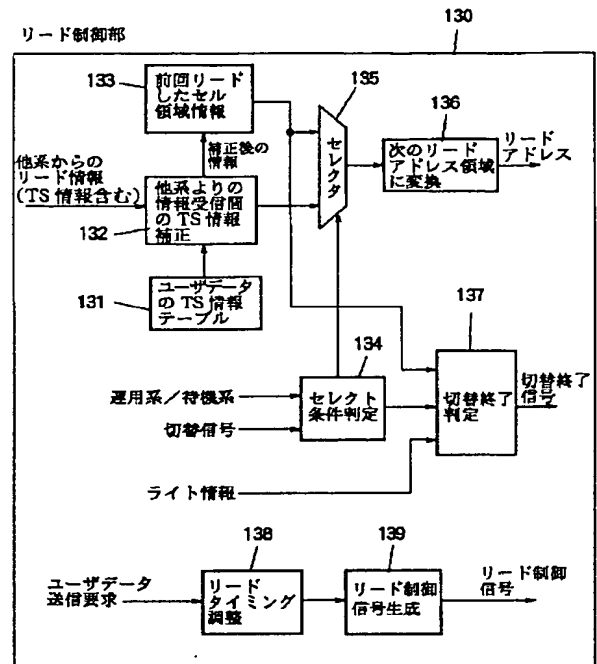 130
リード制御部
133
前回リード
したセル
領域情報
135
セレクタ
136
次のリード
アドレス領域
に変換
リード
アドレス
補正後の
情報
他系からの
リード情報
(TS情報含む)
他系よりの
情報受信間
のTS情報
補正
132
131
ユーザデータ
のTS情報
テーブル
137
134
運用系/待機系
切替信号
セレクト
条件判定
切替終了
判定
切替終了
信号
ライト情報
138
139
ユーザデータ
送信要求
リード
タイミング
調整
リード制御
信号生成
リード制御
信号